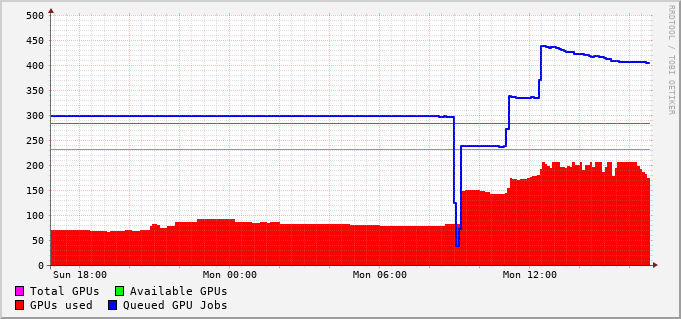 500
450
400
350
300
250
200
150
100
50
0
Sun 18:00 Mon 00:00 Mon 06:00 Mon 12:00
Total GPUs Available GPUs
GPUs used Queued GPU Jobs
RRDTOOL / TOBI OETIKER